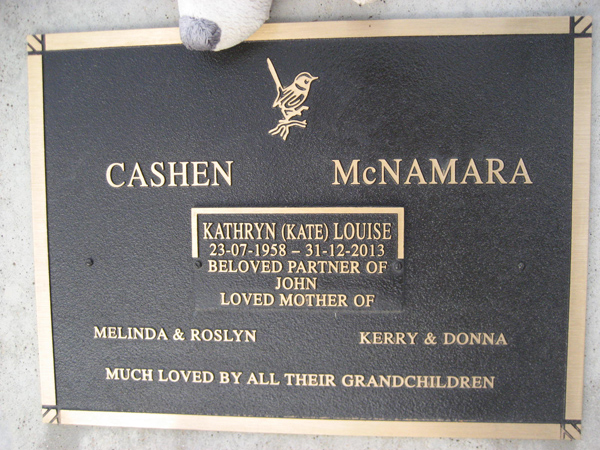 CASHEN McNAMARA
KATHRYN (KATE) LOUISE
23-07-1958 – 31-12-2013
BELOVED PARTNER OF
JOHN
LOVED MOTHER OF
MELINDA & ROSLYN KERRY & DONNA
MUCH LOVED BY ALL THEIR GRANDCHILDREN